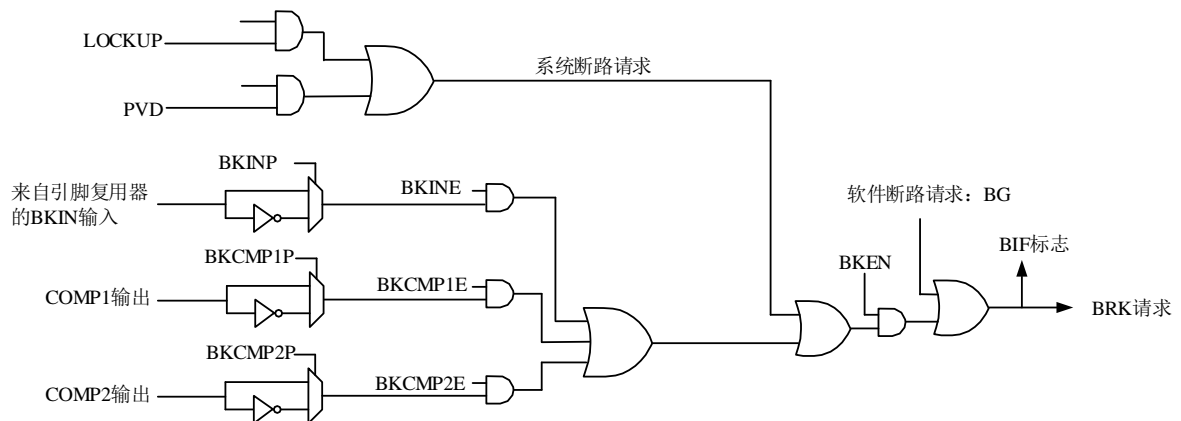 LOCKUP
系统断路请求
PVD
BKINP
来自引脚复用器
的BKIN输入
BKINE
软件断路请求：BG
BIF标志
BKCMP1P
BKEN
COMP1输出
BKCMP1E
BRK请求
BKCMP2P
COMP2输出
BKCMP2E